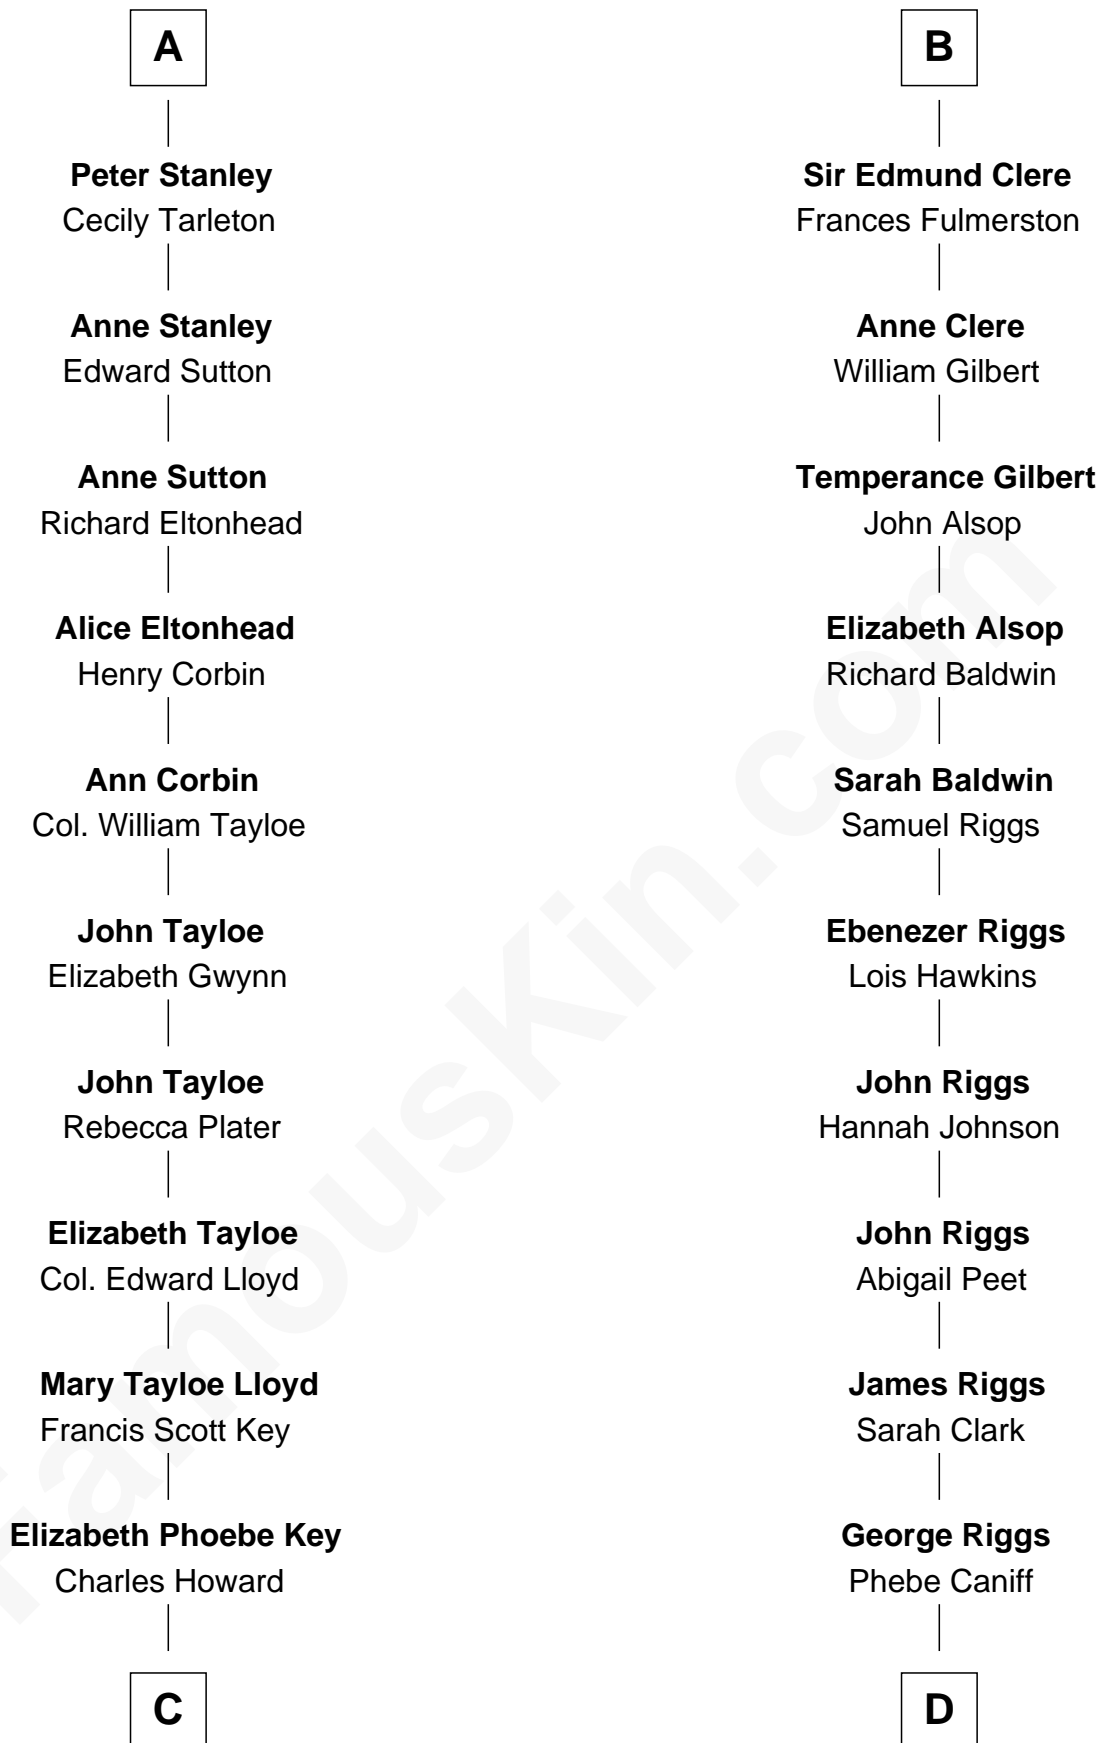 A
Peter Stanley
Cecily Tarleton
Anne Stanley
Edward Sutton
Anne Sutton
Richard Eltonhead
Alice Eltonhead
Henry Corbin
Ann Corbin
Col. William Tayloe
John Tayloe
Elizabeth Gwynn
John Tayloe
Rebecca Plater
Elizabeth Tayloe
Col. Edward Lloyd
Mary Tayloe Lloyd
Francis Scott Key
Elizabeth Phoebe Key
Charles Howard
C
B
Sir Edmund Clere
Frances Fulmerston
Anne Clere
William Gilbert
Temperance Gilbert
John Alsop
Elizabeth Alsop
Richard Baldwin
Sarah Baldwin
Samuel Riggs
Ebenezer Riggs
Lois Hawkins
John Riggs
Hannah Johnson
John Riggs
Abigail Peet
James Riggs
Sarah Clark
George Riggs
Phebe Caniff
D
FamousKin.com